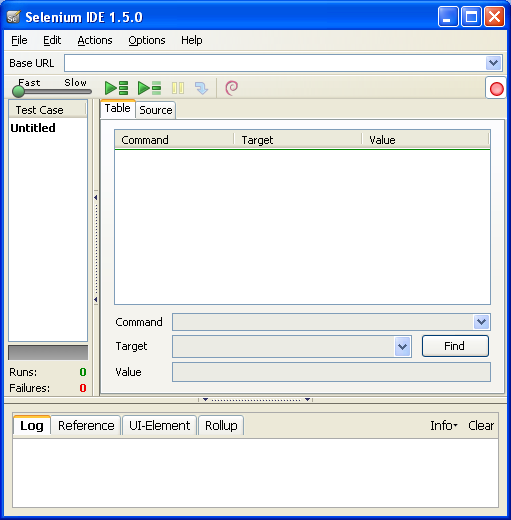 Se Selenium IDE 1.5.0
File Edit Actions Options Help
Base URL
Fast Slow
Test Case
Untitled
Table Source
Command Target Value
Command
Target Find
Value
Runs: 0
Failures: 0
Log Reference UI-Element Rollup Info Clear